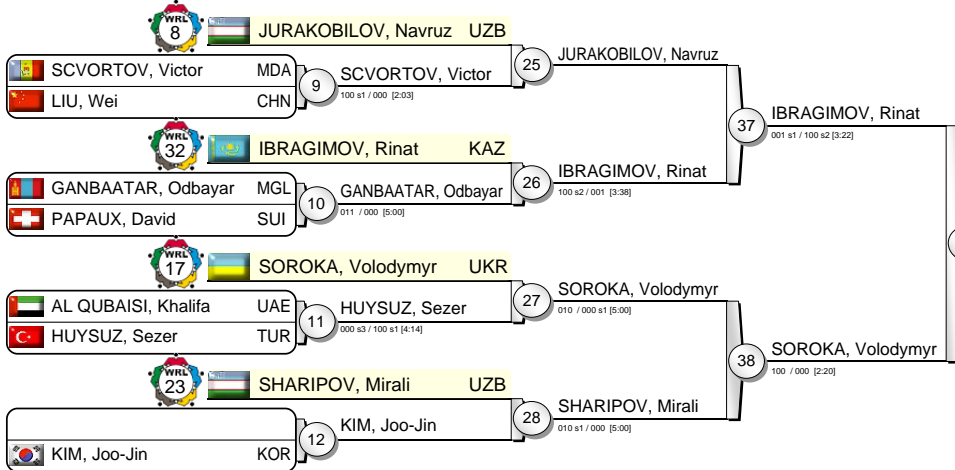 WRL
8
JURAKOBILOV, Navruz UZB
SCVORTOV, Victor MDA
LIU, Wei CHN
9
SCVORTOV, Victor
100 s1 / 000 [2:03]
25
JURAKOBILOV, Navruz
WRL
32
IBRAGIMOV, Rinat KAZ
GANBAATAR, Odbayar MGL
PAPAUX, David SUI
10
GANBAATAR, Odbayar
011 / 000 [5:00]
26
IBRAGIMOV, Rinat
100 s2 / 001 [3:38]
37
IBRAGIMOV, Rinat
001 s1 / 100 s2 [3:22]
WRL
17
SOROKA, Volodymyr UKR
AL QUBAISI, Khalifa UAE
HUYSUZ, Sezer TUR
11
HUYSUZ, Sezer
000 s3 / 100 s1 [4:14]
27
SOROKA, Volodymyr
010 / 000 s1 [5:00]
WRL
23
SHARIPOV, Mirali UZB
KIM, Joo-Jin KOR
12
KIM, Joo-Jin
28
SHARIPOV, Mirali
010 s1 / 000 [5:00]
38
SOROKA, Volodymyr
100 / 000 [2:20]